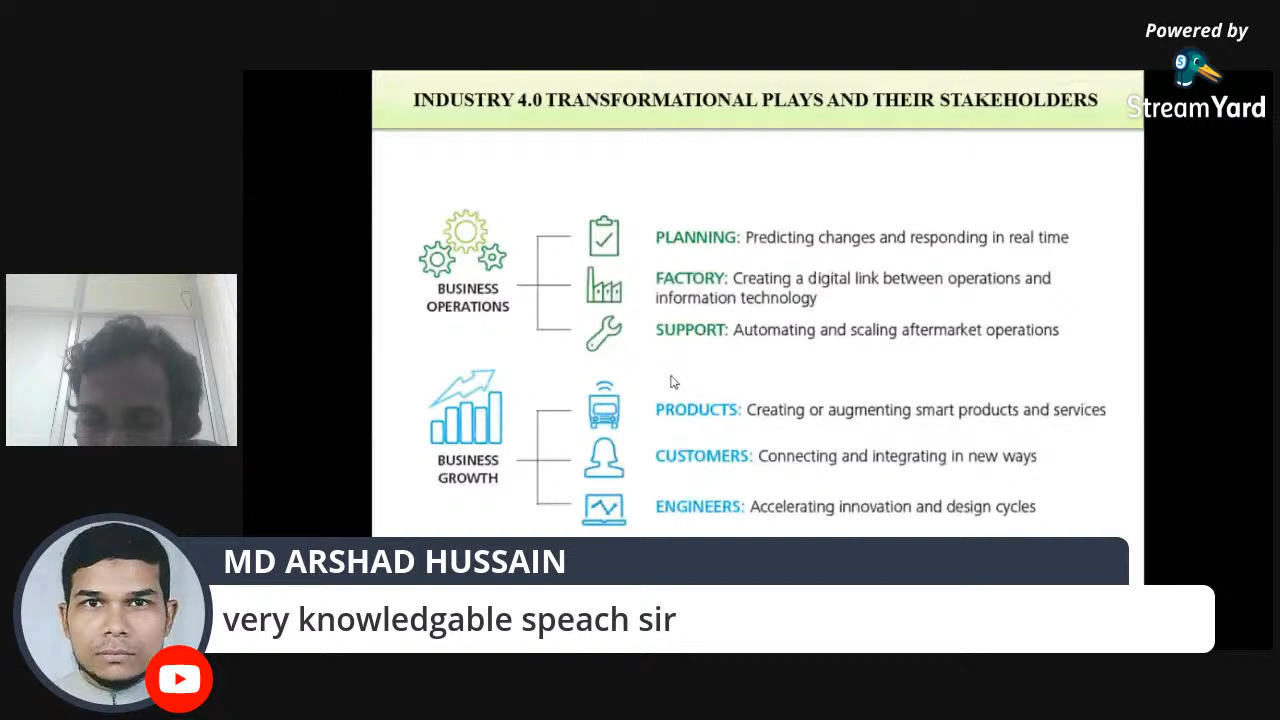 Powered by
StreamYard
INDUSTRY 4.0 TRANSFORMATIONAL PLAYS AND THEIR STAKEHOLDERS
BUSINESS
OPERATIONS
PLANNING: Predicting changes and responding in real time
FACTORY: Creating a digital link between operations and
information technology
SUPPORT: Automating and scaling aftermarket operations
BUSINESS
GROWTH
PRODUCTS: Creating or augmenting smart products and services
CUSTOMERS: Connecting and integrating in new ways
ENGINEERS: Accelerating innovation and design cycles
MD ARSHAD HUSSAIN
very knowledgable speach sir